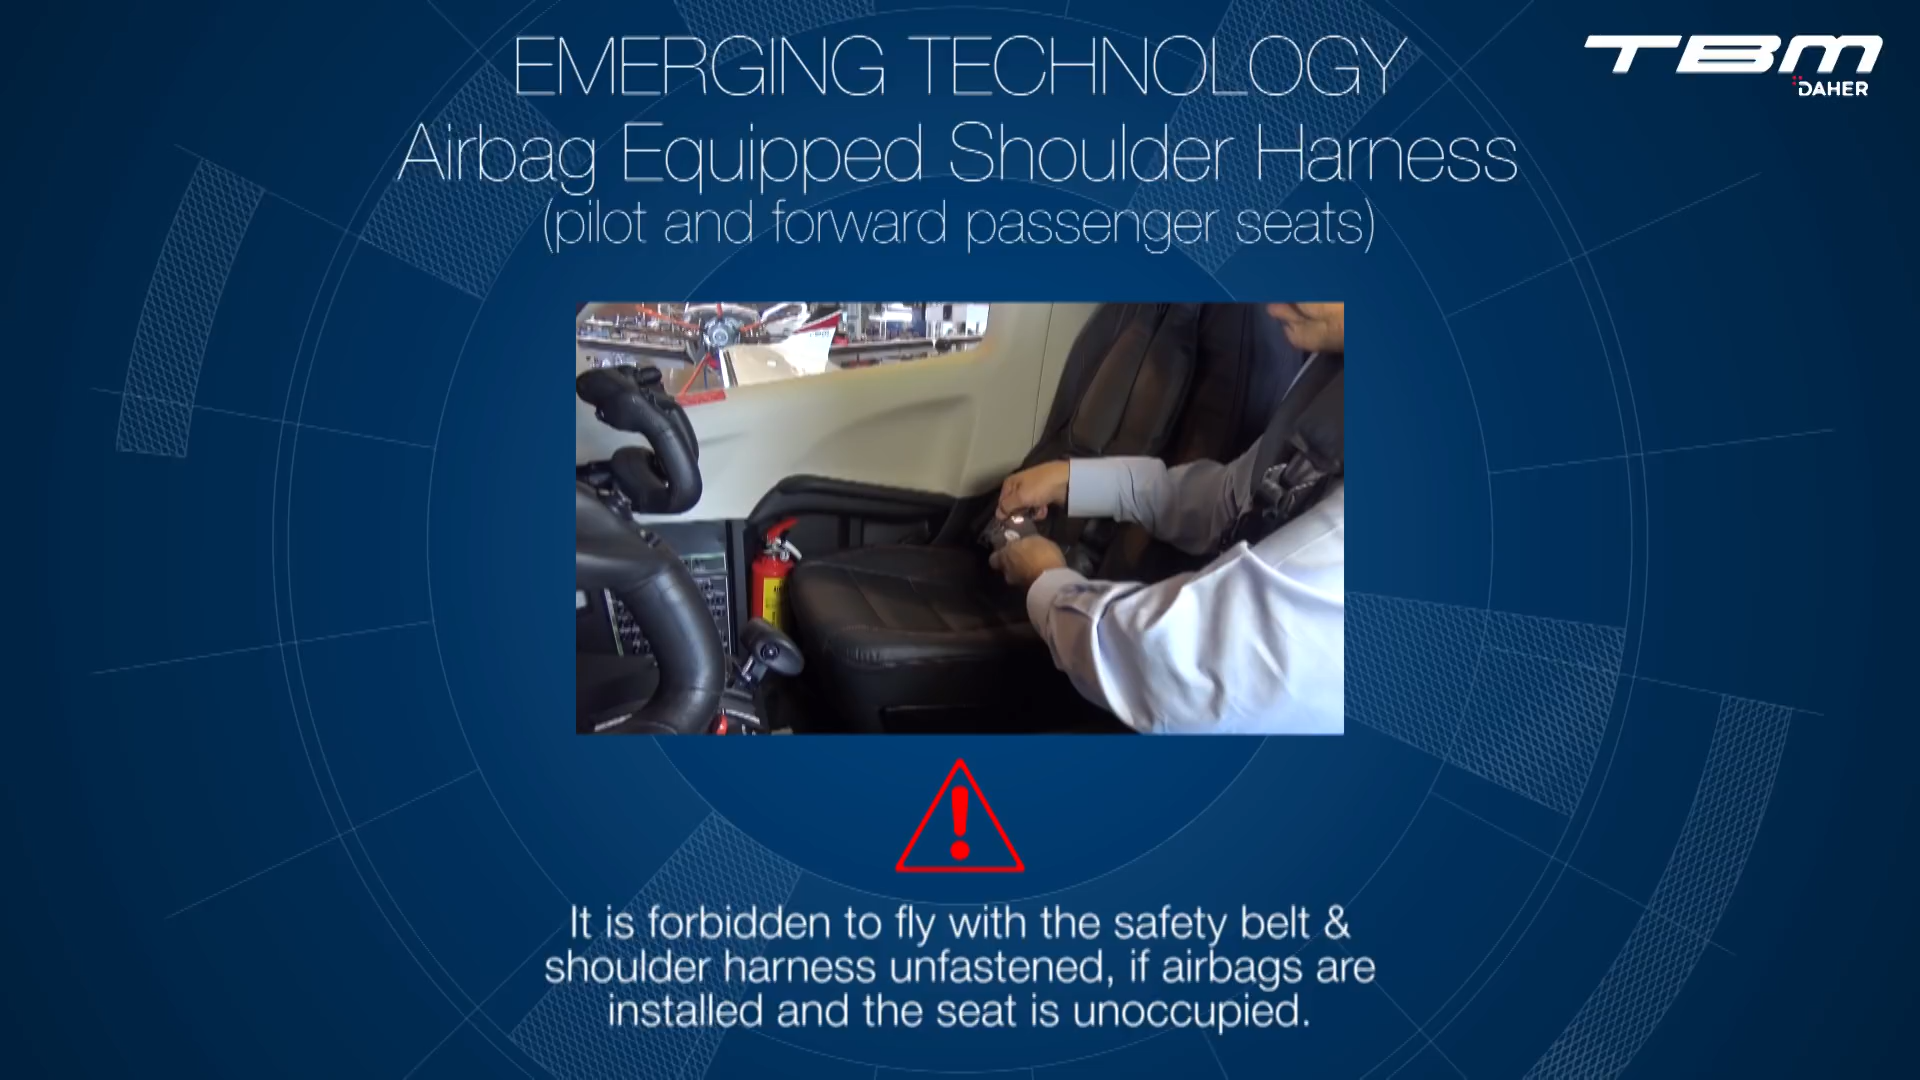 EMERGING TECHNOLOGY
TBM
DAHER
Airbag Equipped Shoulder Harness
(pilot and forward passenger seats)
It is forbidden to fly with the safety belt &
shoulder harness unfastened, if airbags are
installed and the seat is unoccupied.